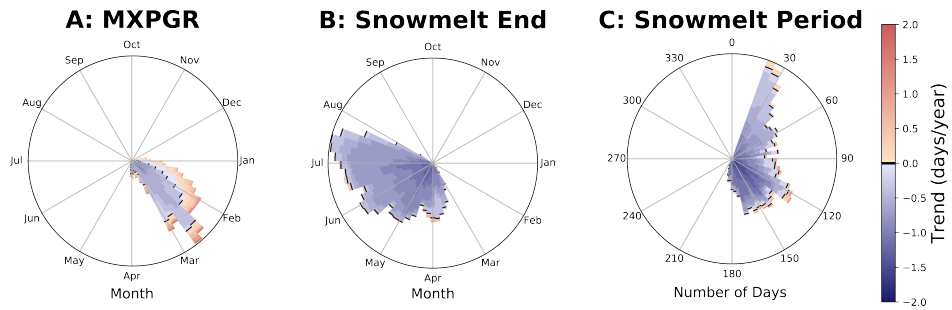 A: MXPGR
Oct
Nov
Dec
Jan
Feb
Mar
Apr
May
Jun
Jul
Aug
Sep
Month
B: Snowmelt End
Oct
Nov
Dec
Jan
Feb
Mar
Apr
May
Jun
Jul
Aug
Sep
Month
C: Snowmelt Period
0
30
60
90
120
150
180
210
240
270
300
330
Number of Days
2.0
1.5
1.0
0.5
0.0
−0.5
−1.0
−1.5
−2.0
Trend (days/year)